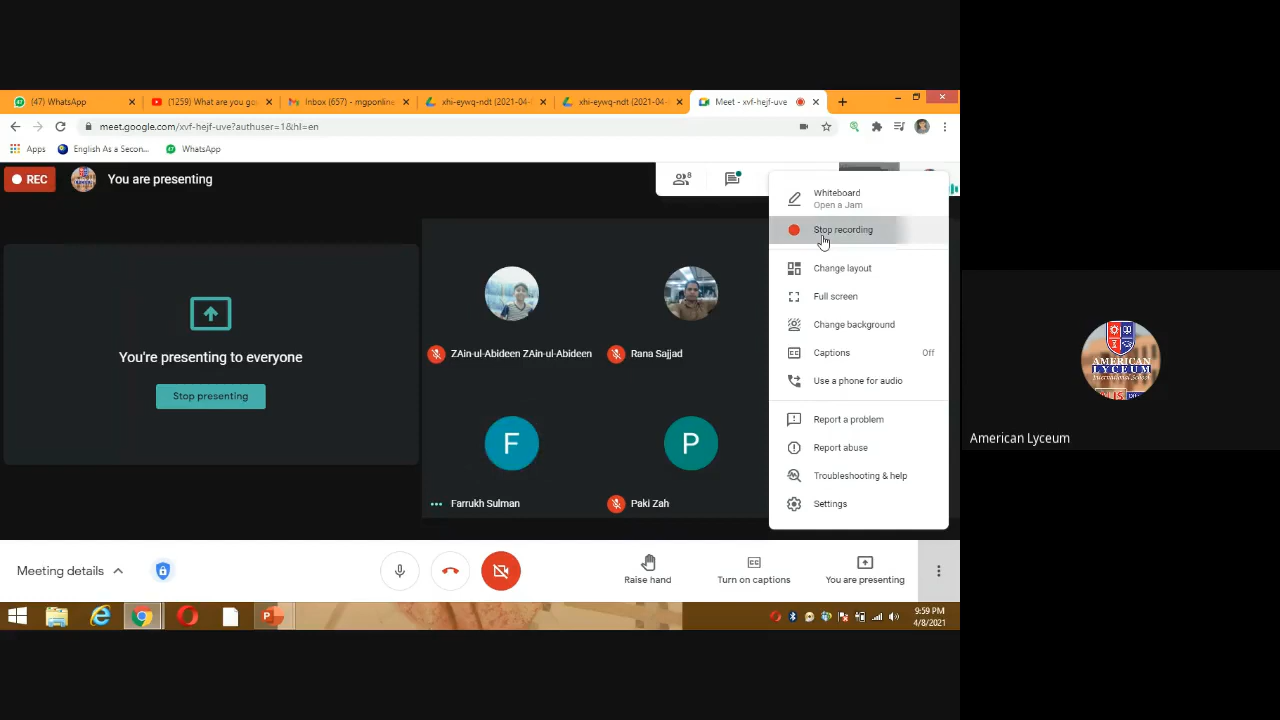 (47) WhatsApp
(1259) What are you go
Inbox (657) - mgponline
xhi-eywq-ndt (2021-04-
xhi-eywq-ndt (2021-04-
Meet - xvf-hejf-uve
meet.google.com/xvf-hejf-uve?authuser=1&hl=en
Apps
English As a Secon...
WhatsApp
REC
You are presenting
8
Whiteboard
Open a Jam
Stop recording
Change layout
Full screen
Change background
Captions
Off
Use a phone for audio
Report a problem
Report abuse
Troubleshooting & help
Settings
You're presenting to everyone
Stop presenting
ZAin-ul-Abideen ZAin-ul-Abideen
Rana Sajjad
F
P
Farrukh Sulman
Paki Zah
AMERICAN
LYCEUM
International School
American Lyceum
Meeting details
Raise hand
Turn on captions
You are presenting
9:59 PM
4/8/2021